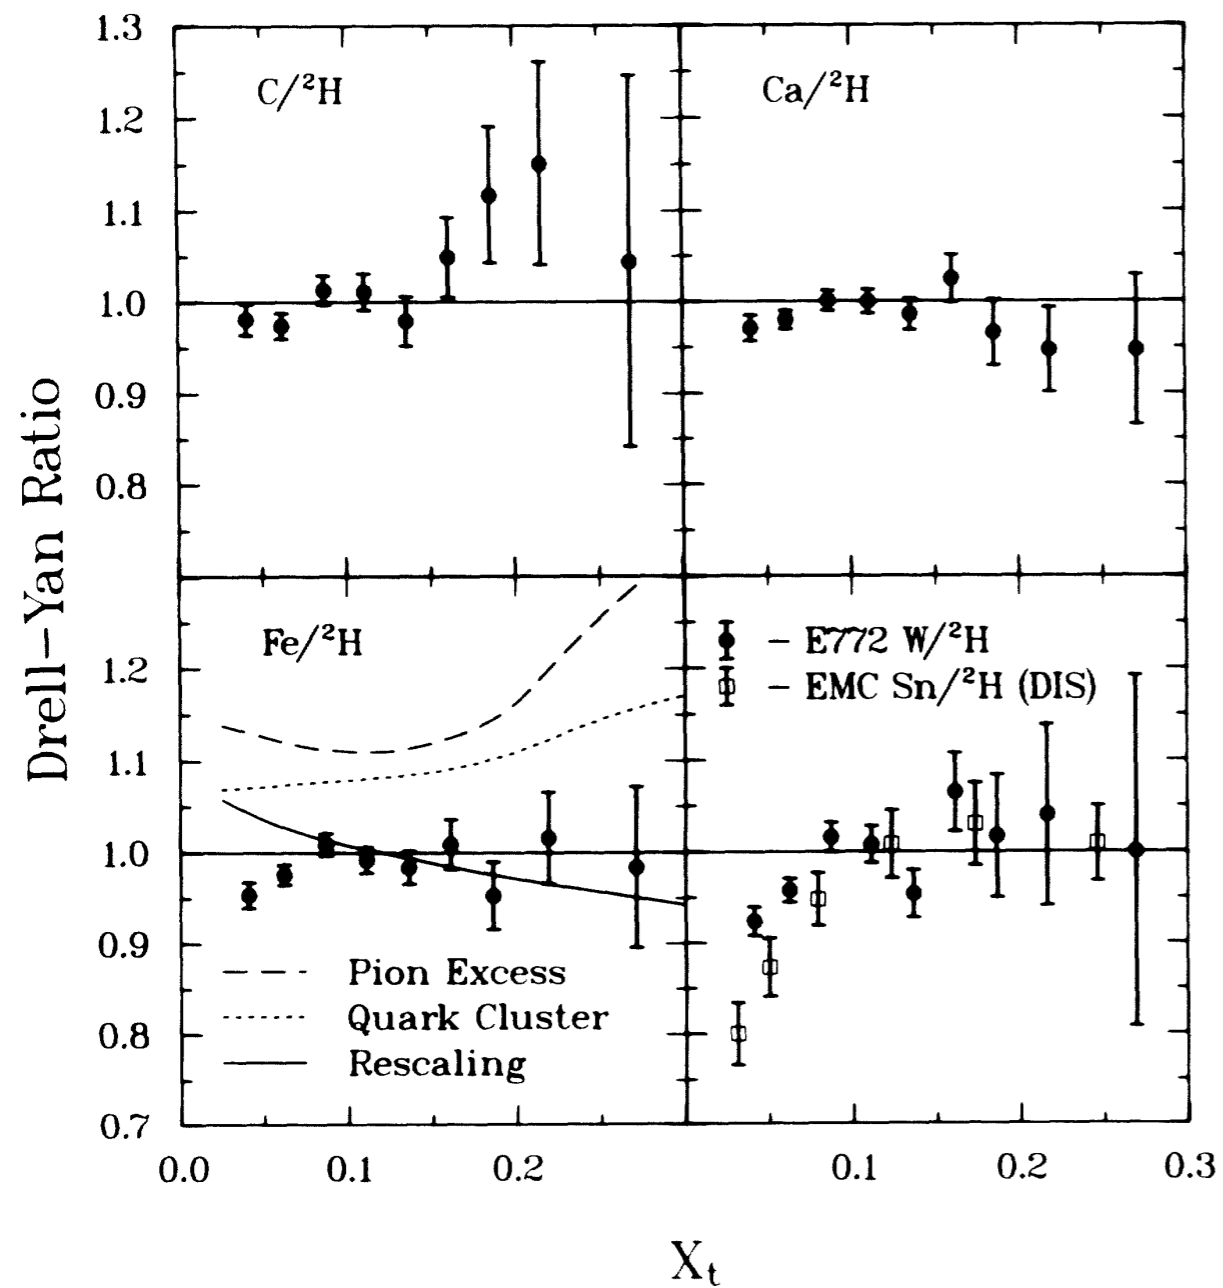 Drell-Yan Ratio
1.3
1.2
1.1
1.0
0.9
0.8
C/²H
Ca/²H
1.2
1.1
1.0
0.9
0.8
0.7
Fe/²H
– – – Pion Excess
········ Quark Cluster
—— Rescaling
– E772 W/²H
– EMC Sn/²H (DIS)
0.0 0.1 0.2
0.1 0.2 0.3
Xₜ